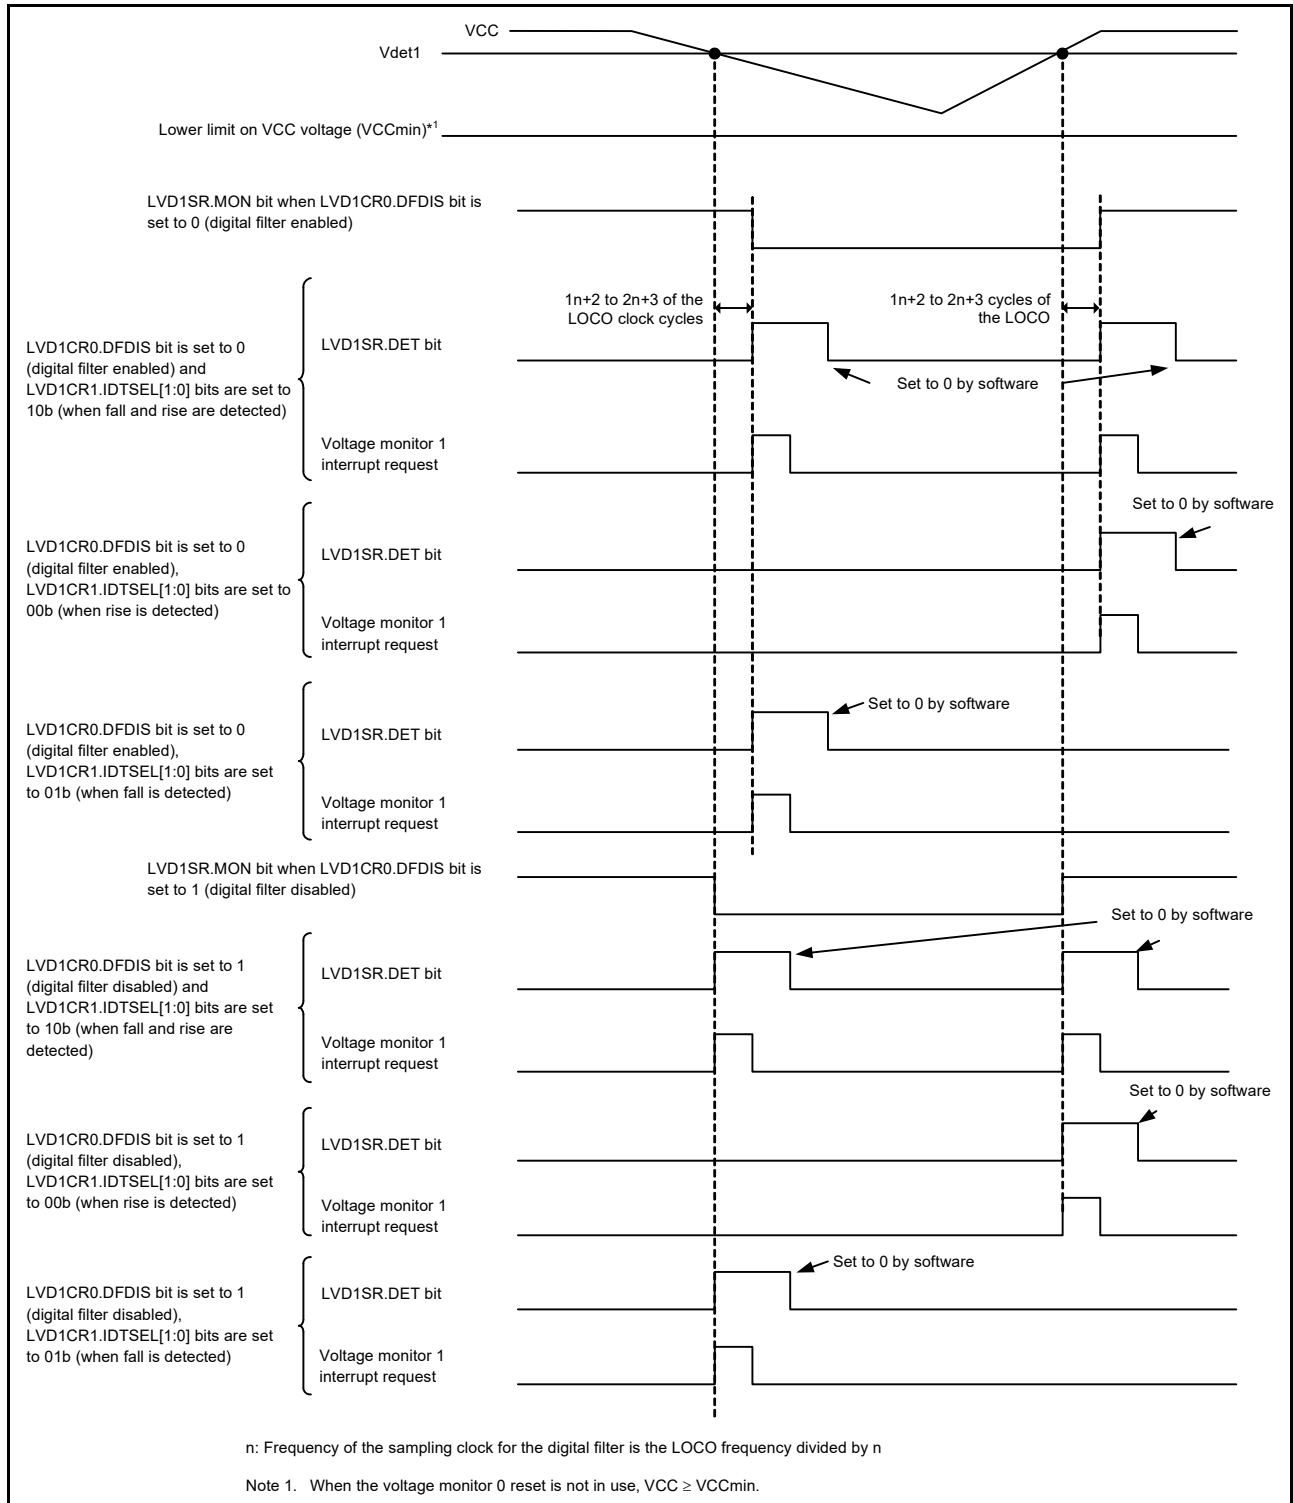 VCC
Vdet1
Lower limit on VCC voltage (VCCmin)*1
LVD1SR.MON bit when LVD1CR0.DFDIS bit is
set to 0 (digital filter enabled)
1n+2 to 2n+3 of the
LOCO clock cycles
1n+2 to 2n+3 cycles of
the LOCO
LVD1CR0.DFDIS bit is set to 0
(digital filter enabled) and
LVD1CR1.IDTSEL[1:0] bits are set to
10b (when fall and rise are detected)
LVD1SR.DET bit
Set to 0 by software
Voltage monitor 1
interrupt request
Set to 0 by software
LVD1CR0.DFDIS bit is set to 0
(digital filter enabled),
LVD1CR1.IDTSEL[1:0] bits are set to
00b (when rise is detected)
LVD1SR.DET bit
Voltage monitor 1
interrupt request
LVD1CR0.DFDIS bit is set to 0
(digital filter enabled),
LVD1CR1.IDTSEL[1:0] bits are set
to 01b (when fall is detected)
LVD1SR.DET bit
Set to 0 by software
Voltage monitor 1
interrupt request
LVD1SR.MON bit when LVD1CR0.DFDIS bit is
set to 1 (digital filter disabled)
Set to 0 by software
LVD1CR0.DFDIS bit is set to 1
(digital filter disabled) and
LVD1CR1.IDTSEL[1:0] bits are set
to 10b (when fall and rise are
detected)
LVD1SR.DET bit
Voltage monitor 1
interrupt request
Set to 0 by software
LVD1CR0.DFDIS bit is set to 1
(digital filter disabled),
LVD1CR1.IDTSEL[1:0] bits are set
to 00b (when rise is detected)
LVD1SR.DET bit
Voltage monitor 1
interrupt request
LVD1CR0.DFDIS bit is set to 1
(digital filter disabled),
LVD1CR1.IDTSEL[1:0] bits are set
to 01b (when fall is detected)
LVD1SR.DET bit
Set to 0 by software
Voltage monitor 1
interrupt request
n: Frequency of the sampling clock for the digital filter is the LOCO frequency divided by n
Note 1. When the voltage monitor 0 reset is not in use, VCC ≥ VCCmin.